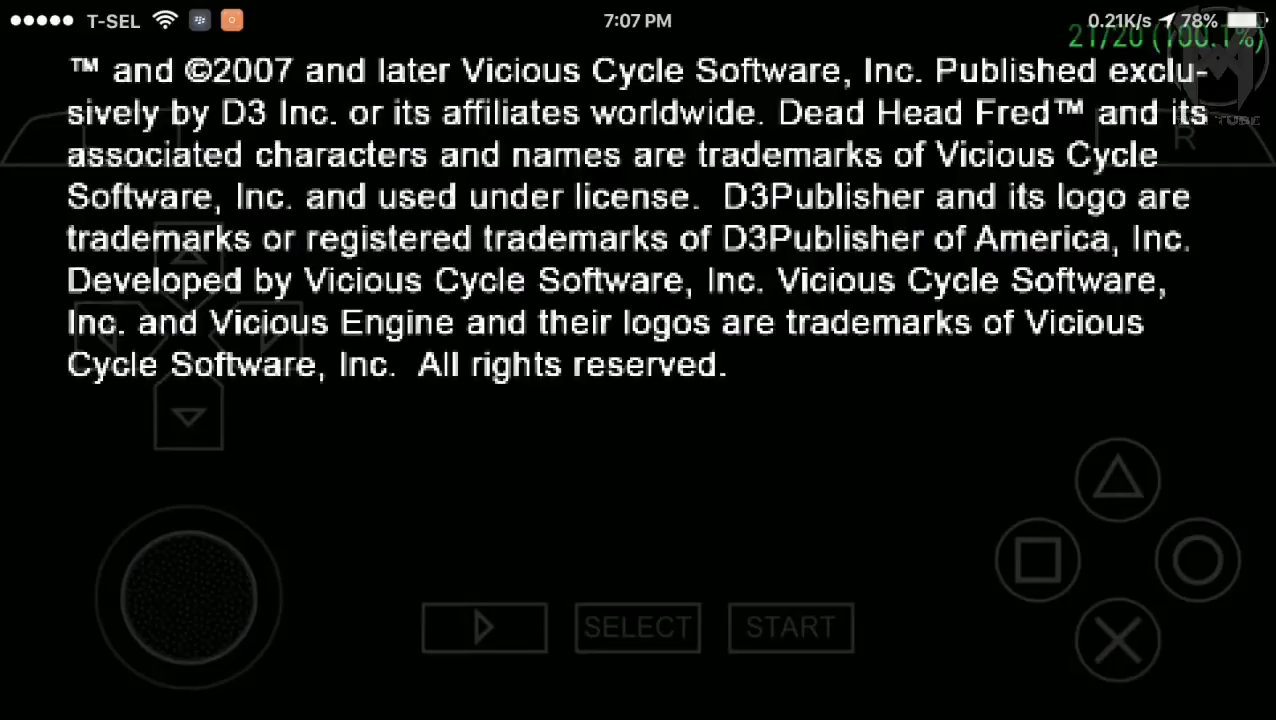 T-SEL 7:07 PM 0.21K/s 78%
21/20 (100.1%)
™ and ©2007 and later Vicious Cycle Software, Inc. Published exclu-
sively by D3 Inc. or its affiliates worldwide. Dead Head Fred™ and its
associated characters and names are trademarks of Vicious Cycle
Software, Inc. and used under license. D3Publisher and its logo are
trademarks or registered trademarks of D3Publisher of America, Inc.
Developed by Vicious Cycle Software, Inc. Vicious Cycle Software,
Inc. and Vicious Engine and their logos are trademarks of Vicious
Cycle Software, Inc. All rights reserved.
R
SELECT START